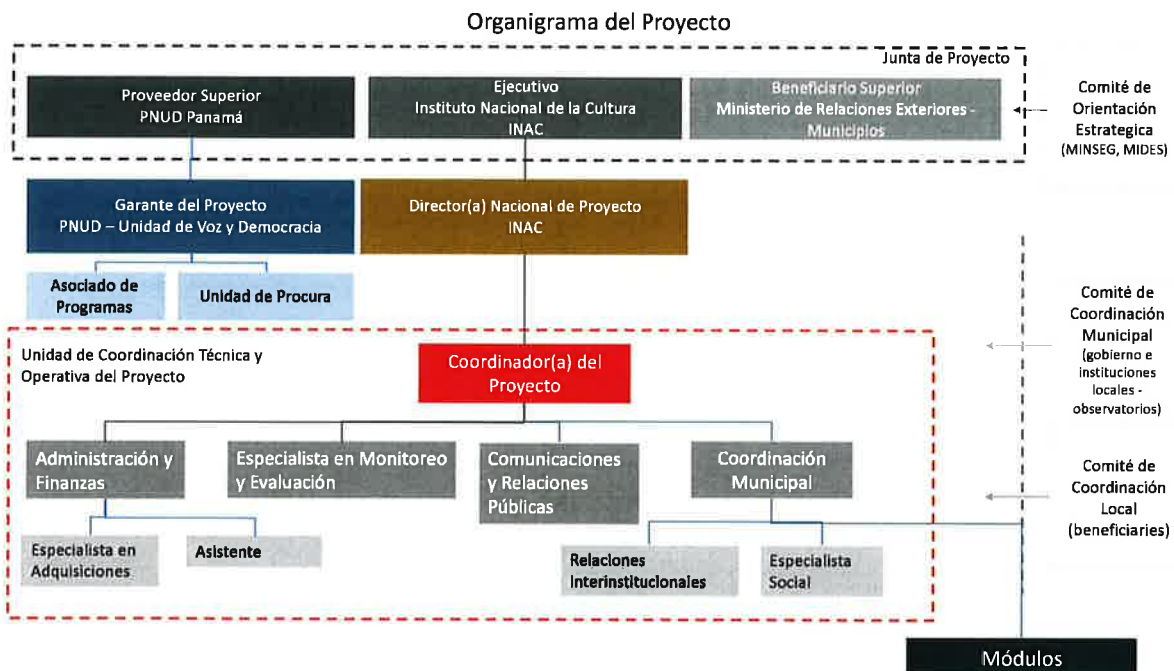 Organigrama del Proyecto
Junta de Proyecto
Proveedor Superior
PNUD Panamá
Ejecutivo
Instituto Nacional de la Cultura
INAC
Beneficiario Superior
Ministerio de Relaciones Exteriores -
Municipios
Comité de
Orientación
Estrategica
(MINSEG, MIDES)
Garante del Proyecto
PNUD – Unidad de Voz y Democracia
Director(a) Nacional de Proyecto
INAC
Asociado de
Programas
Unidad de Procura
Comité de
Coordinación
Municipal
(gobierno e
instituciones
locales -
observatorios)
Unidad de Coordinación Técnica y
Operativa del Proyecto
Coordinador(a) del
Proyecto
Administración y
Finanzas
Especialista en Monitoreo
y Evaluación
Comunicaciones
y Relaciones
Públicas
Coordinación
Municipal
Comité de
Coordinación
Local
(beneficiaries)
Especialista en
Adquisiciones
Asistente
Relaciones
Interinstitucionales
Especialista
Social
Módulos